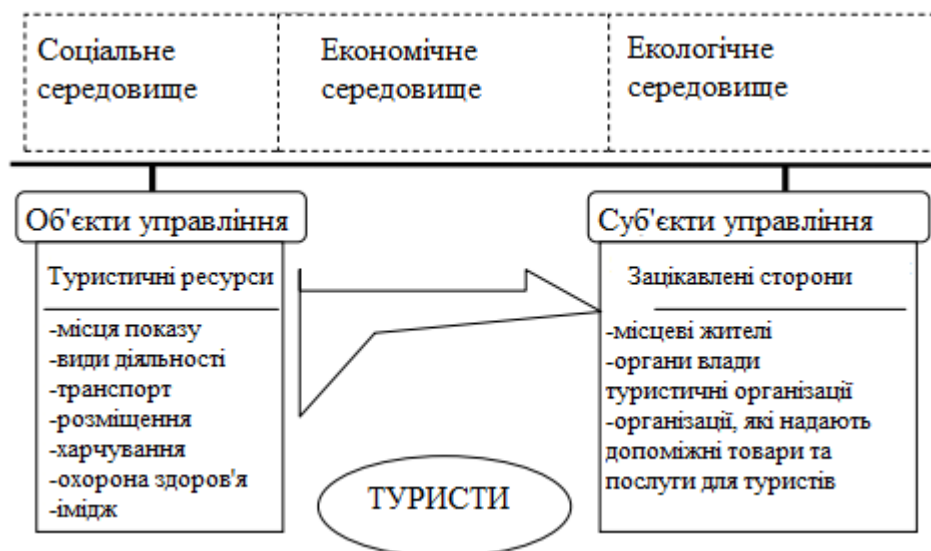 Соціальне
середовище
Економічне
середовище
Екологічне
середовище
Об'єкти управління
Туристичні ресурси
-місця показу
-види діяльності
-транспорт
-розміщення
-харчування
-охорона здоров'я
-імідж
Суб'єкти управління
Зацікавлені сторони
-місцеві жителі
-органи влади
туристичні організації
-організації, які надають
допоміжні товари та
послуги для туристів
ТУРИСТИ